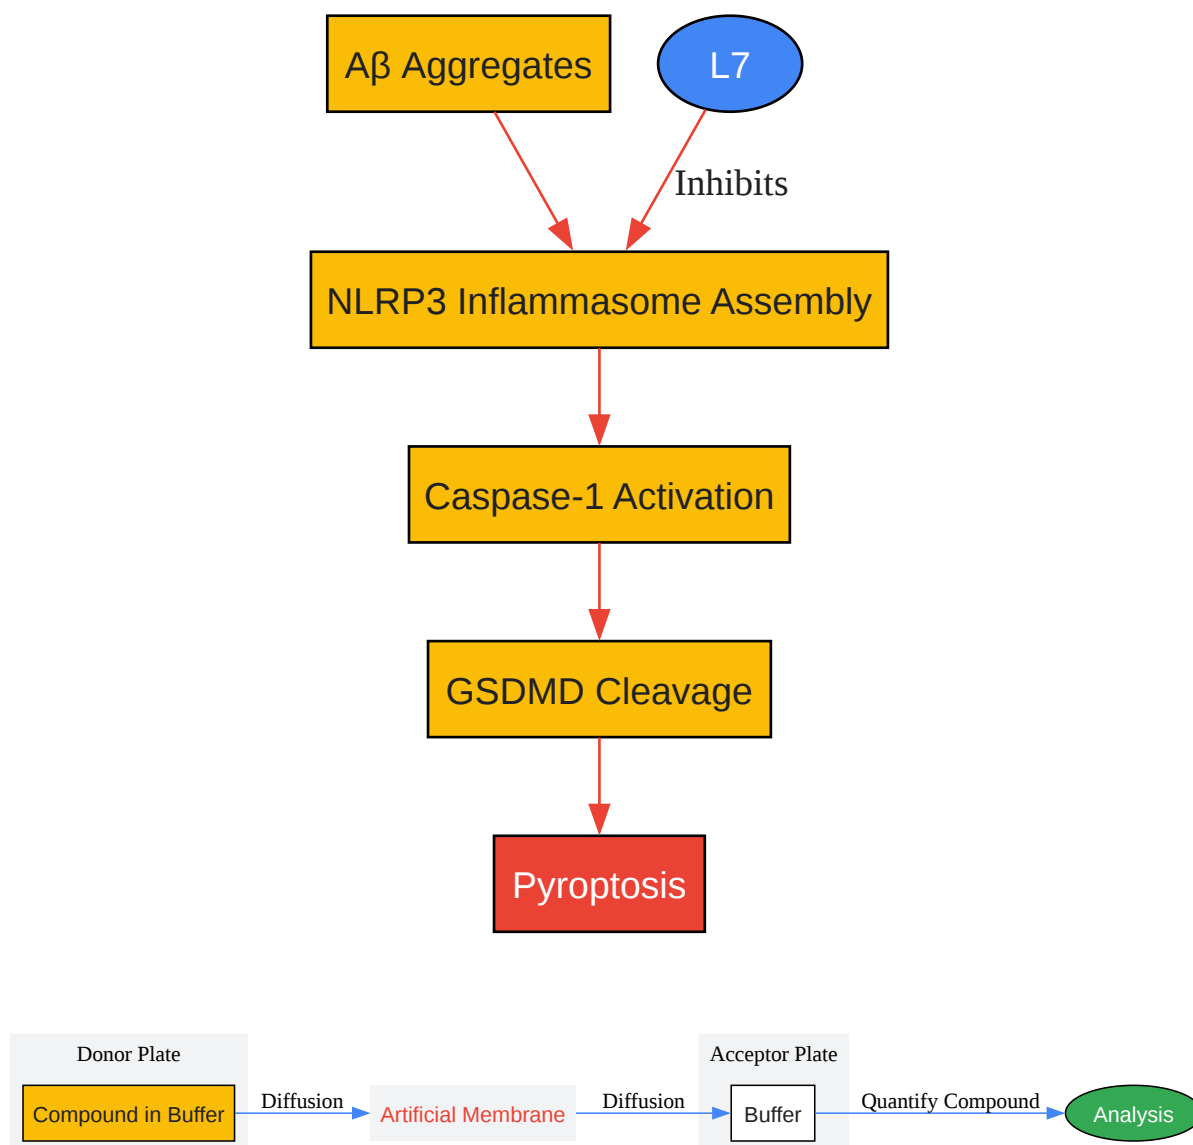 Aβ Aggregates
L7
Inhibits
NLRP3 Inflammasome Assembly
Caspase-1 Activation
GSDMD Cleavage
Pyroptosis
Donor Plate
Acceptor Plate
Compound in Buffer
Diffusion
Artificial Membrane
Diffusion
Buffer
Quantify Compound
Analysis